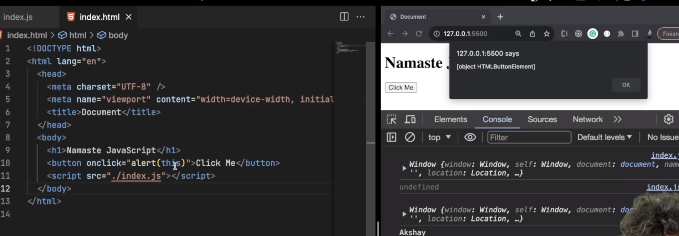 index.js
index.html
index.html > html > body
1 <!DOCTYPE html>
2 <html lang="en">
3 <head>
4 <meta charset="UTF-8" />
5 <meta name="viewport" content="width=device-width, initial
6 <title>Document</title>
7 </head>
8 <body>
9 <h1>Namaste JavaScript</h1>
10 <button onclick="alert(this)">Click Me</button>
11 <script src="./index.js"></script>
12 </body>
13 </html>
14
Document
127.0.0.1:5500
Finish
127.0.0.1:5500 says
[object HTMLButtonElement]
OK
Namaste J
Click Me
Elements Console Sources Network
top Filter Default levels No Issue
index.
Window {window: Window, self: Window, document: document, name
'', location: Location, …}
undefined index.js
Window {window: Window, self: Window, document: do
'', location: Location, …}
Akshay